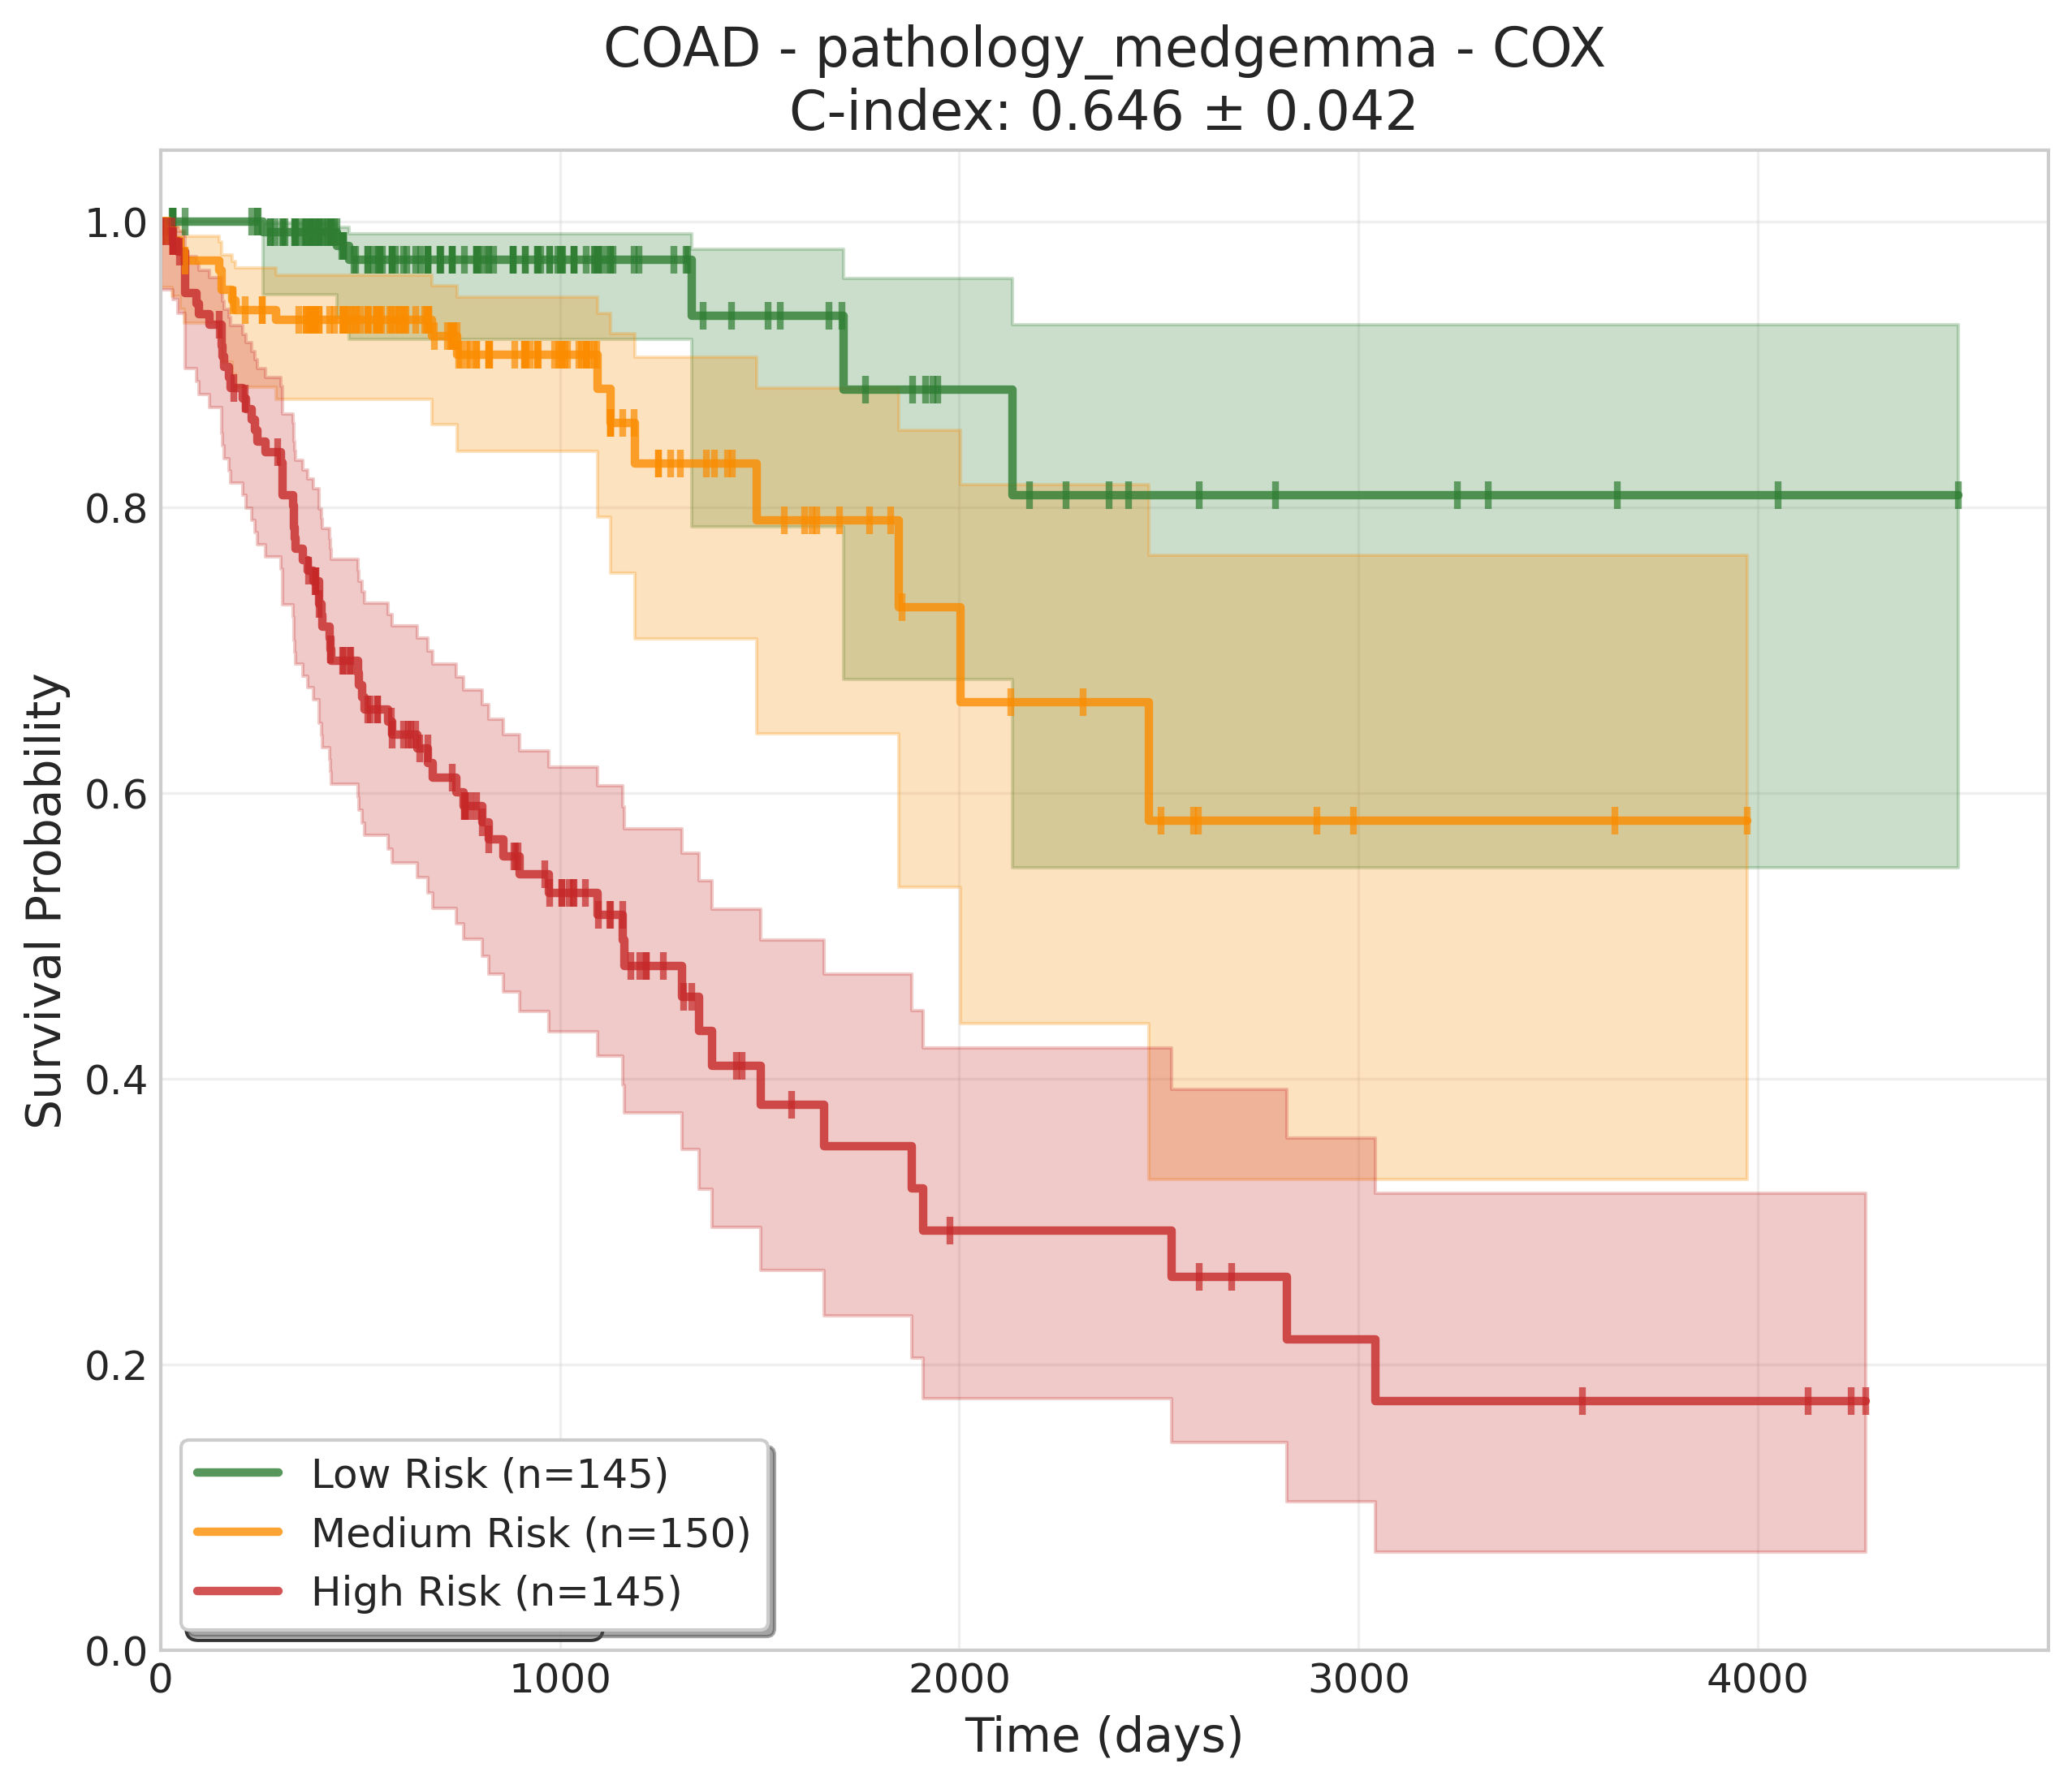 COAD - pathology_medgemma - COX
C-index: 0.646 ± 0.042
Survival Probability
1.0
0.8
0.6
0.4
0.2
0.0
Low Risk (n=145)
Medium Risk (n=150)
High Risk (n=145)
0 1000 2000 3000 4000
Time (days)